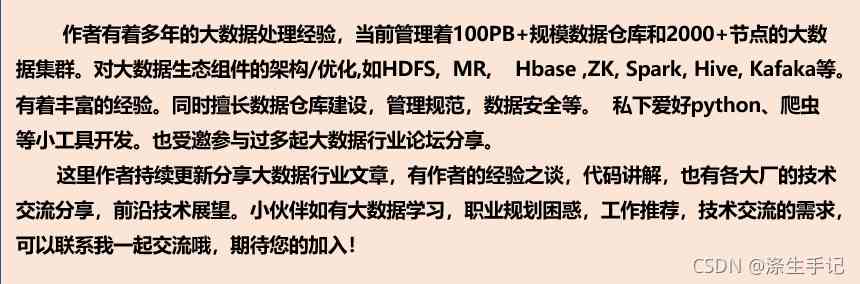 作者有着多年的大数据处理经验，当前管理着100PB+规模数据仓库和2000+节点的大数
据集群。对大数据生态组件的架构/优化,如HDFS, MR, Hbase ,ZK, Spark, Hive, Kafaka等。
有着丰富的经验。同时擅长数据仓库建设，管理规范，数据安全等。 私下爱好python、爬虫
等小工具开发。也受邀参与过多起大数据行业论坛分享。
这里作者持续更新分享大数据行业文章，有作者的经验之谈，代码讲解，也有各大厂的技术
交流分享，前沿技术展望。小伙伴如有大数据学习，职业规划困惑，工作推荐，技术交流的需求，
可以联系我一起交流哦，期待您的加入！
CSDN @涤生手记